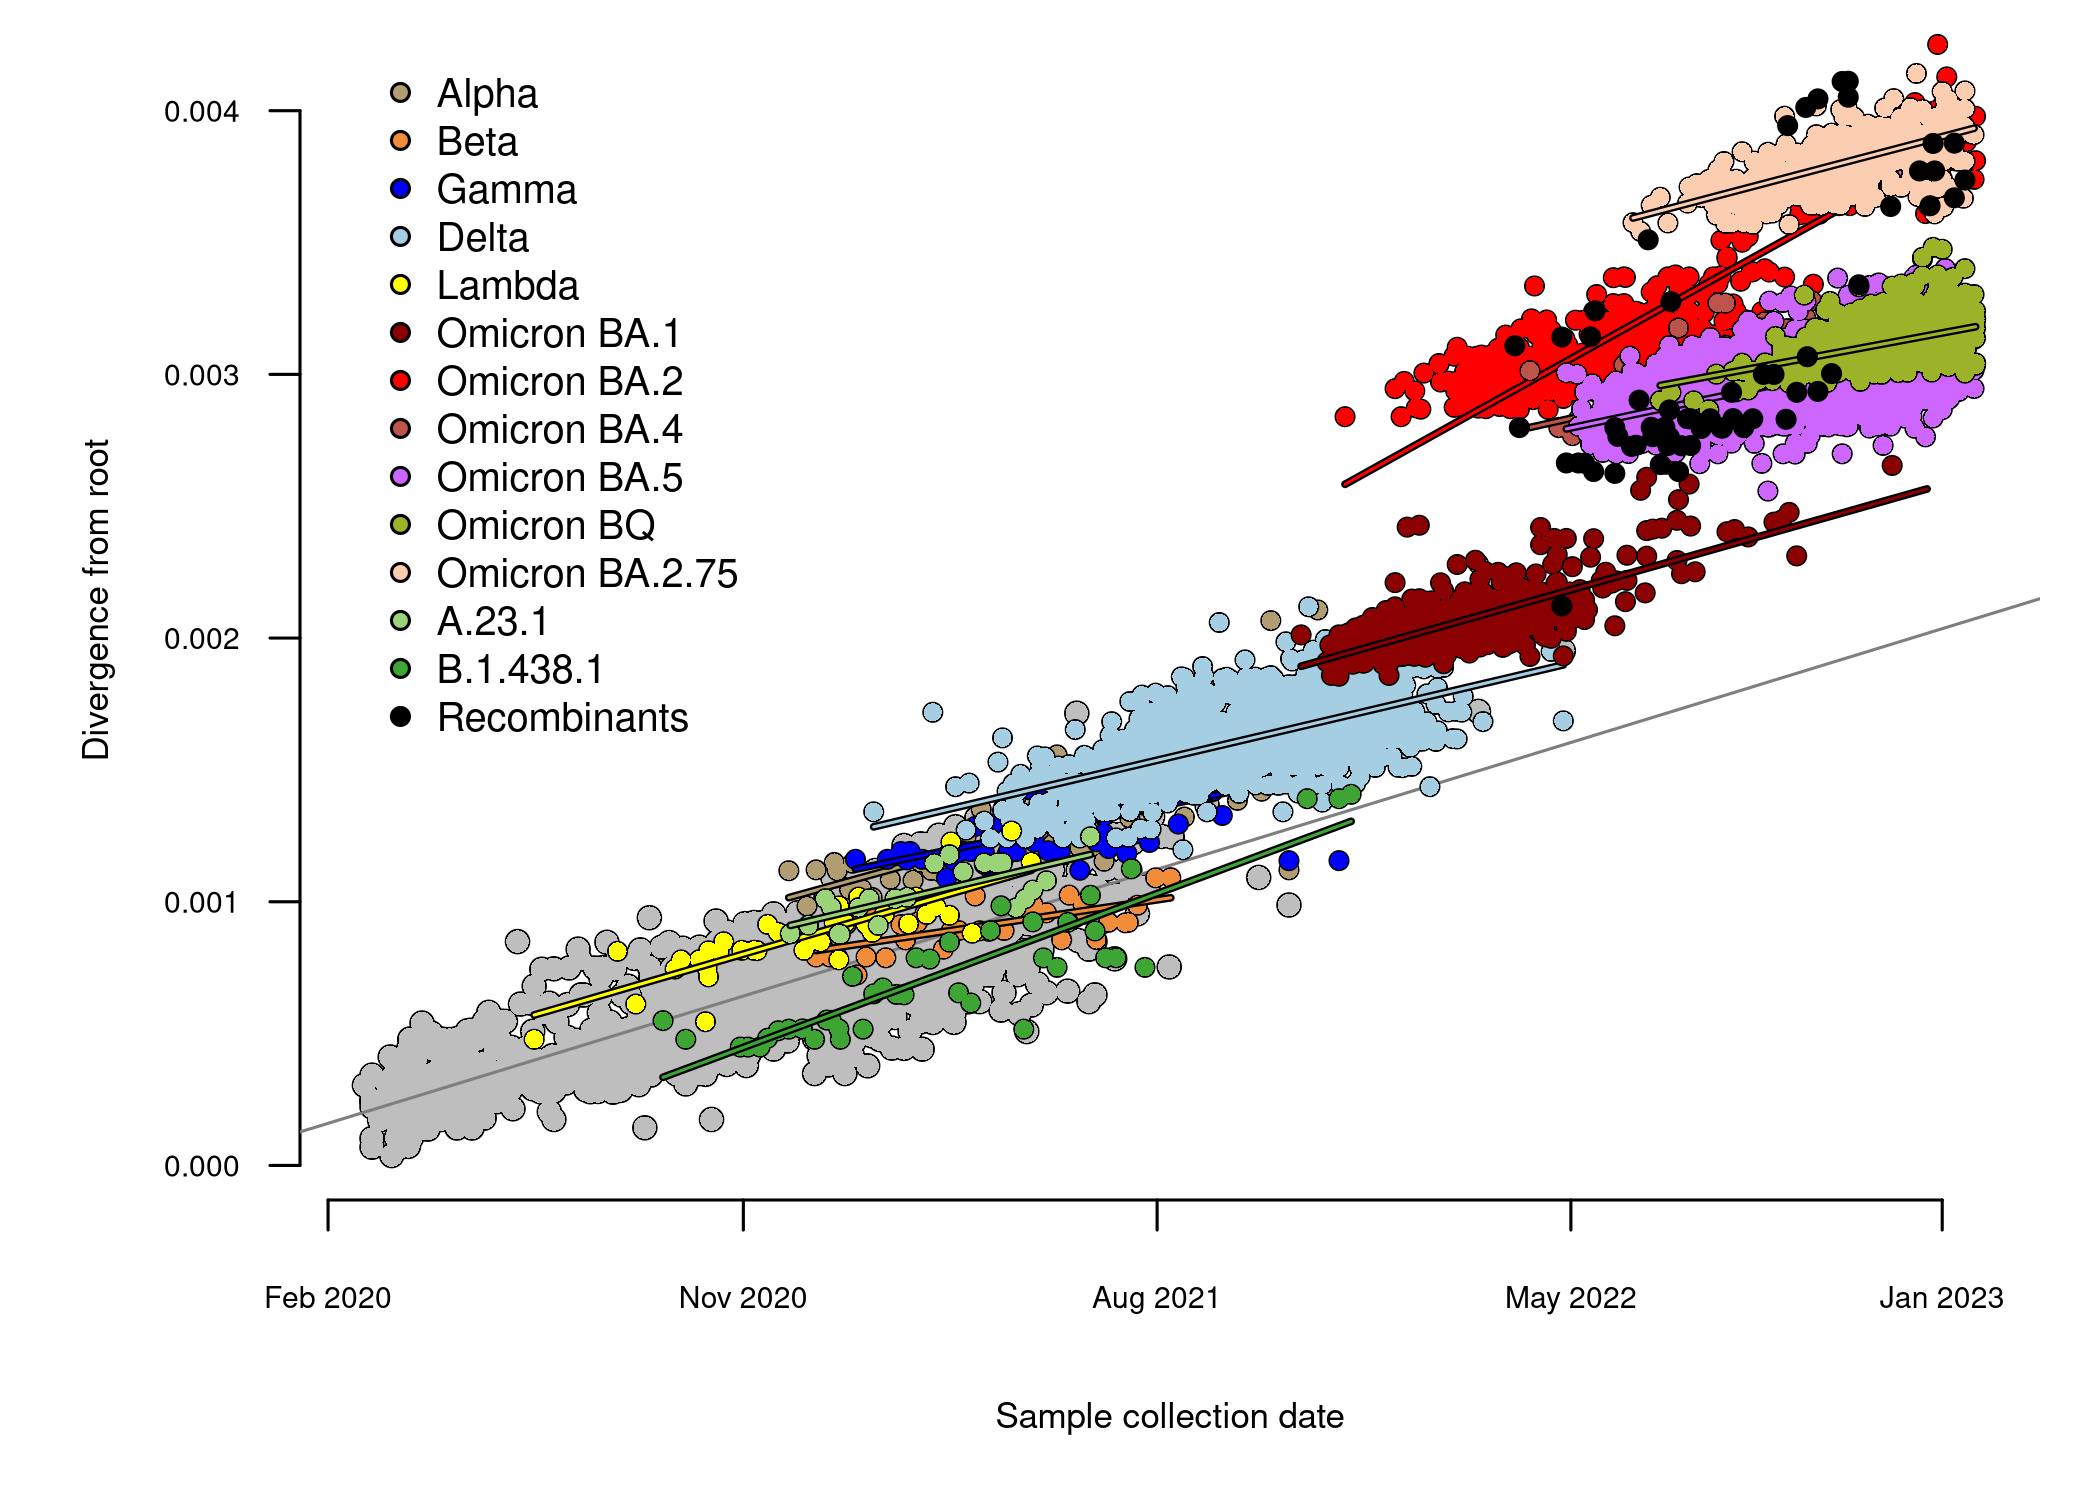 Alpha
Beta
Gamma
Delta
Lambda
Omicron BA.1
Omicron BA.2
Omicron BA.4
Omicron BA.5
Omicron BQ
Omicron BA.2.75
A.23.1
B.1.438.1
Recombinants
0.004
0.003
0.002
0.001
0.000
Divergence from root
Feb 2020 Nov 2020 Aug 2021 May 2022 Jan 2023
Sample collection date